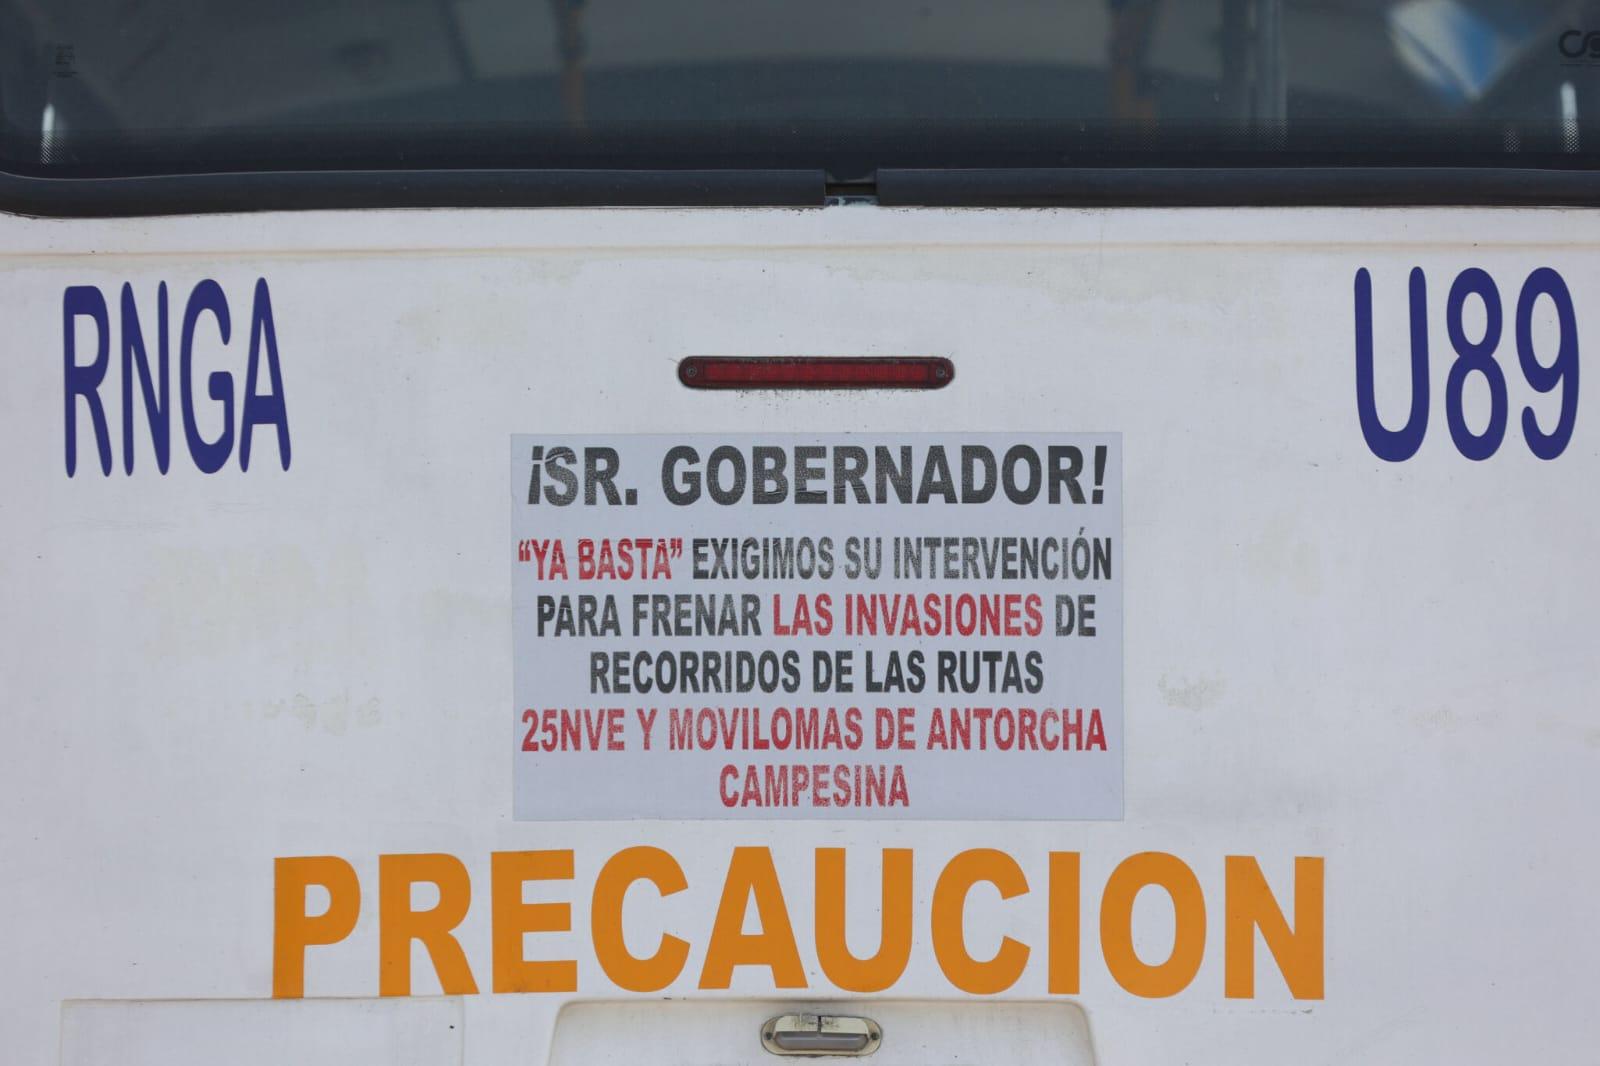 RNGA
U89
¡SR. GOBERNADOR!
“YA BASTA” EXIGIMOS SU INTERVENCIÓN
PARA FRENAR LAS INVASIONES DE
RECORRIDOS DE LAS RUTAS
25NVE Y MOVILOMAS DE ANTORCHA
CAMPESINA
PRECAUCION